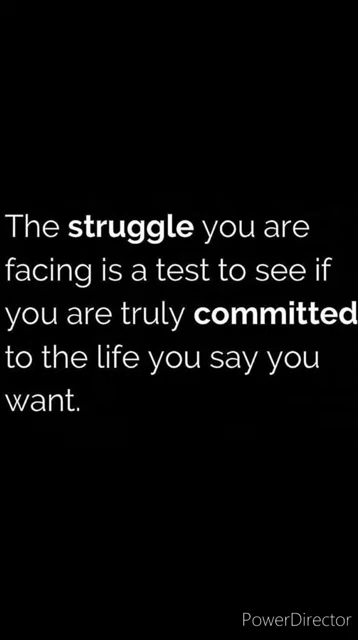 The struggle you are
facing is a test to see if
you are truly committed
to the life you say you
want.
PowerDirector